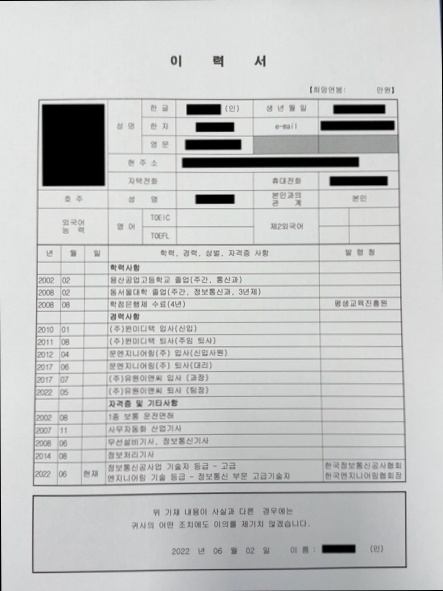 이 력 서
[희망연봉: 만원]
성 명 한 글 (인) 생 년 월 일
한 자 e-mail
영 문
현 주 소
자택전화 휴대전화
호 주 성 명 본인과의 관 계 본인
외국어 능 력 영 어 TOEIC 제2외국어
TOEFL
년 월 일 학력, 경력, 상벌, 자격증 사항 발 령 청
학력사항
2002 02 용산공업고등학교 졸업(주간, 통신과)
2008 02 동서울대학 졸업(주간, 정보통신과, 3년제)
2008 08 학점은행제 수료(4년) 평생교육진흥원
경력사항
2010 01 (주)윈미디텍 입사(신입)
2011 08 (주)윈미디텍 퇴사(주임 퇴사)
2012 04 문엔지니어링(주) 입사(신입사원)
2017 06 문엔지니어링(주) 퇴사(대리)
2017 07 (주)유원이앤씨 입사 (과장)
2022 05 (주)유원이앤씨 퇴사 (팀장)
자격증 및 기타사항
2002 08 1종 보통 운전면허
2007 11 사무자동화 산업기사
2008 06 무선설비기사, 정보통신기사
2014 08 정보처리기사
2022 06 현재 정보통신공사업 기술자 등급 - 고급 한국정보통신공사협회
엔지니어링 기술 등급 - 정보통신 부문 고급기술자 한국엔지니어링협회장
위 기재 내용이 사실과 다른 경우에는
귀사의 어떤 조치에도 이의를 제기치 않겠습니다.
2022 년 06 월 02 일 이 름 : (인)